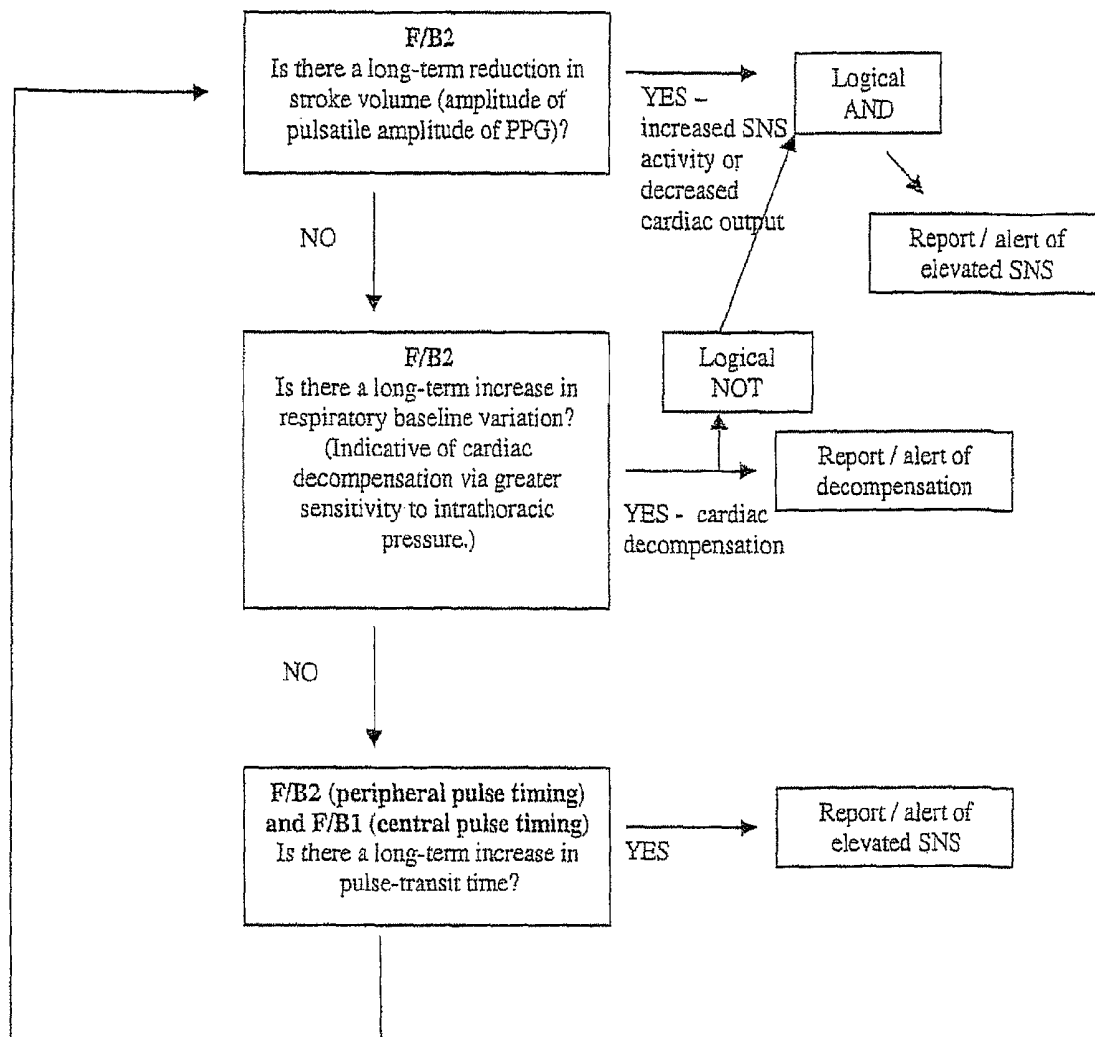 F/B2
Is there a long-term reduction in
stroke volume (amplitude of
pulsatile amplitude of PPG)?
YES –
increased SNS
activity or
decreased
cardiac output
Logical
AND
Report / alert of
elevated SNS
NO
F/B2
Is there a long-term increase in
respiratory baseline variation?
(Indicative of cardiac
decompensation via greater
sensitivity to intrathoracic
pressure.)
Logical
NOT
YES - cardiac
decompensation
Report / alert of
decompensation
NO
F/B2 (peripheral pulse timing)
and F/B1 (central pulse timing)
Is there a long-term increase in
pulse-transit time?
YES
Report / alert of
elevated SNS